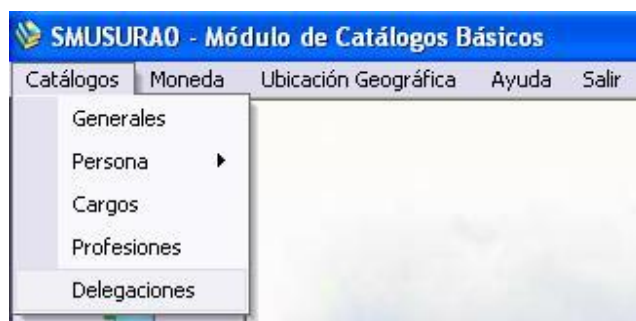 SMUSURA0 - Módulo de Catálogos Básicos
Catálogos Moneda Ubicación Geográfica Ayuda Salir
Generales
Persona
Cargos
Profesiones
Delegaciones